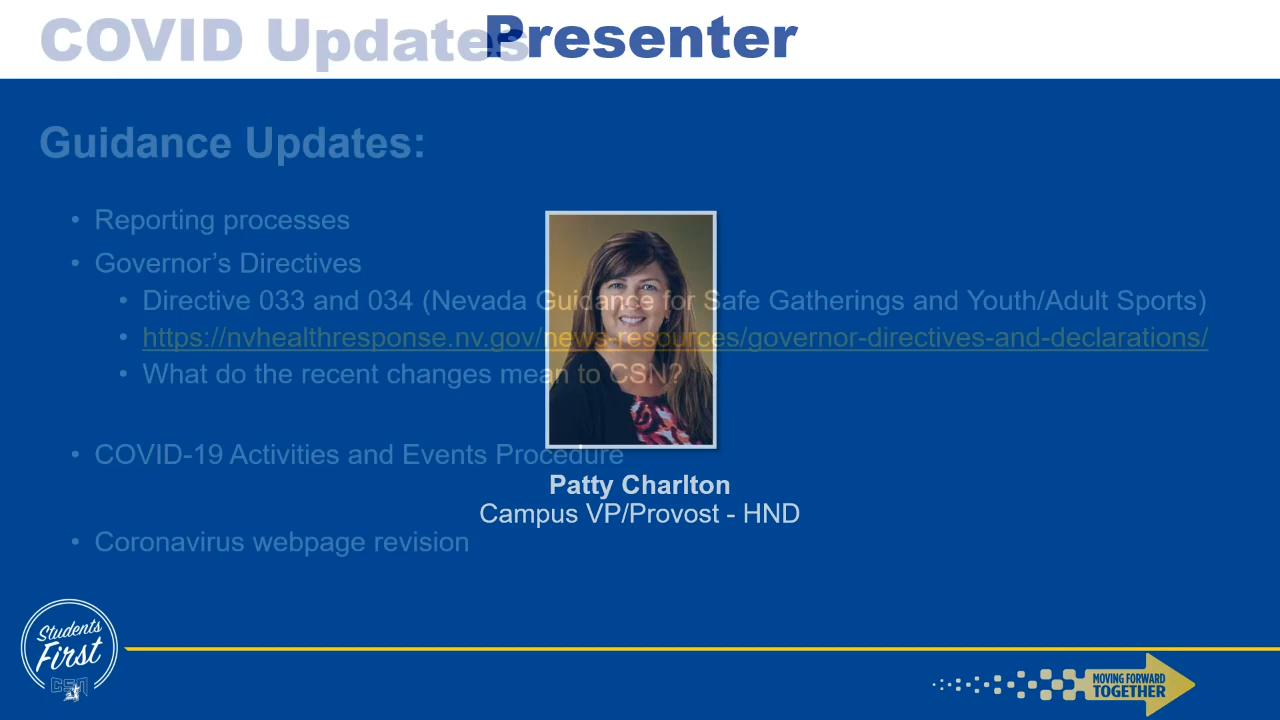 COVID Updates
Presenter
Guidance Updates:
• Reporting processes
• Governor's Directives
• Directive 033 and 034 (Nevada Guidance for Safe Gatherings and Youth/Adult Sports)
• https://nvhealthresponse.nv.gov/news-resources/governor-directives-and-declarations/
• What do the recent changes mean to CSN?
• COVID-19 Activities and Events Procedure
Patty Charlton
Campus VP/Provost - HND
• Coronavirus webpage revision
Students
First
CSN
MOVING FORWARD
TOGETHER